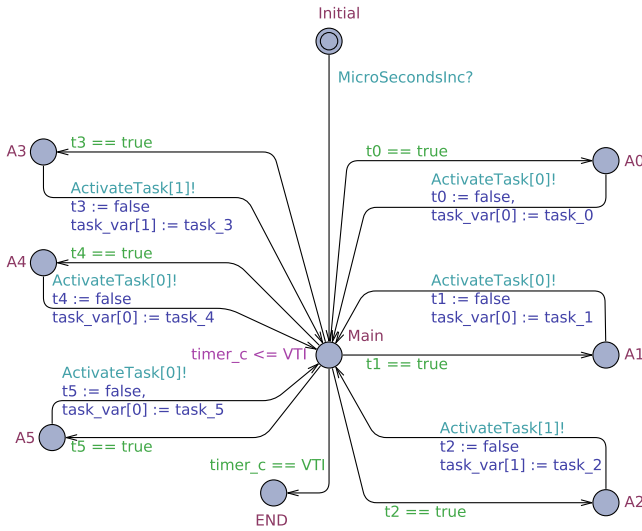 Initial
MicroSecondsInc?
A3
t3 == true
ActivateTask[1]!
t3 := false
task_var[1] := task_3
t0 == true
A0
ActivateTask[0]!
t0 := false,
task_var[0] := task_0
A4
t4 == true
ActivateTask[0]!
t4 := false
task_var[0] := task_4
ActivateTask[0]!
t1 := false
task_var[0] := task_1
Main
timer_c <= VTI
t1 == true
A1
ActivateTask[0]!
t5 := false,
task_var[0] := task_5
A5
t5 == true
ActivateTask[1]!
t2 := false
task_var[1] := task_2
timer_c == VTI
END
t2 == true
A2